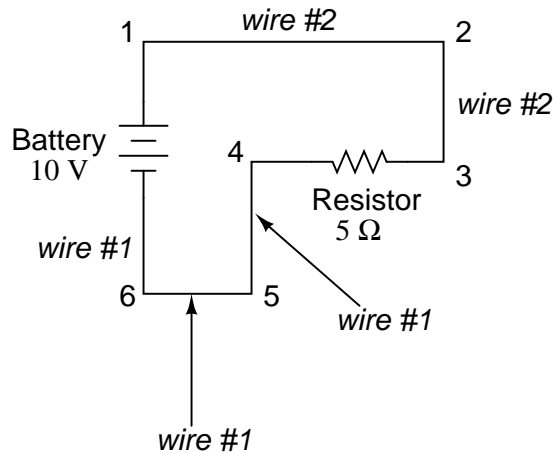 wire #2
1
2
wire #2
Battery
10 V
4
3
Resistor
5 Ω
wire #1
6
5
wire #1
wire #1